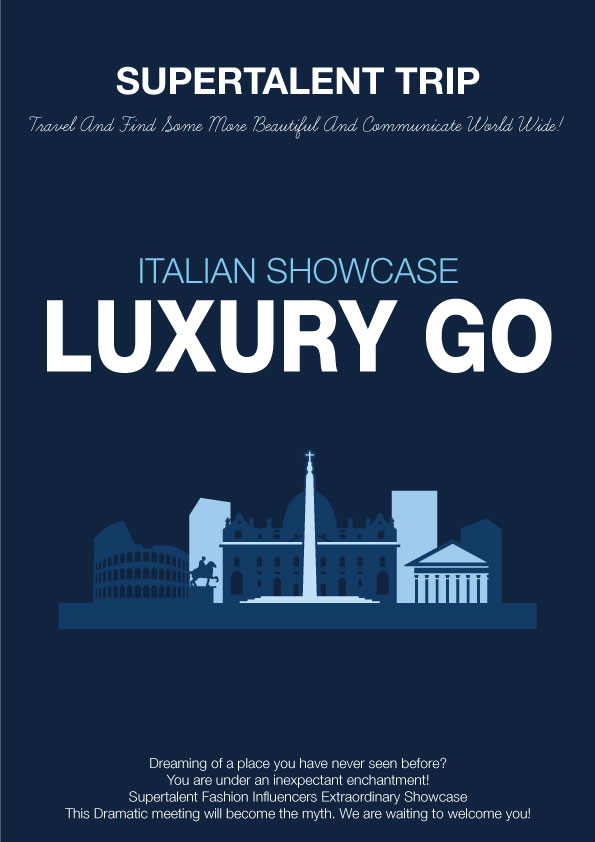 SUPERTALENT TRIP
Travel And Find Some More Beautiful And Communicate World Wide!
ITALIAN SHOWCASE
LUXURY GO
Dreaming of a place you have never seen before?
You are under an inexpectant enchantment!
Supertalent Fashion Influencers Extraordinary Showcase
This Dramatic meeting will become the myth. We are waiting to welcome you!